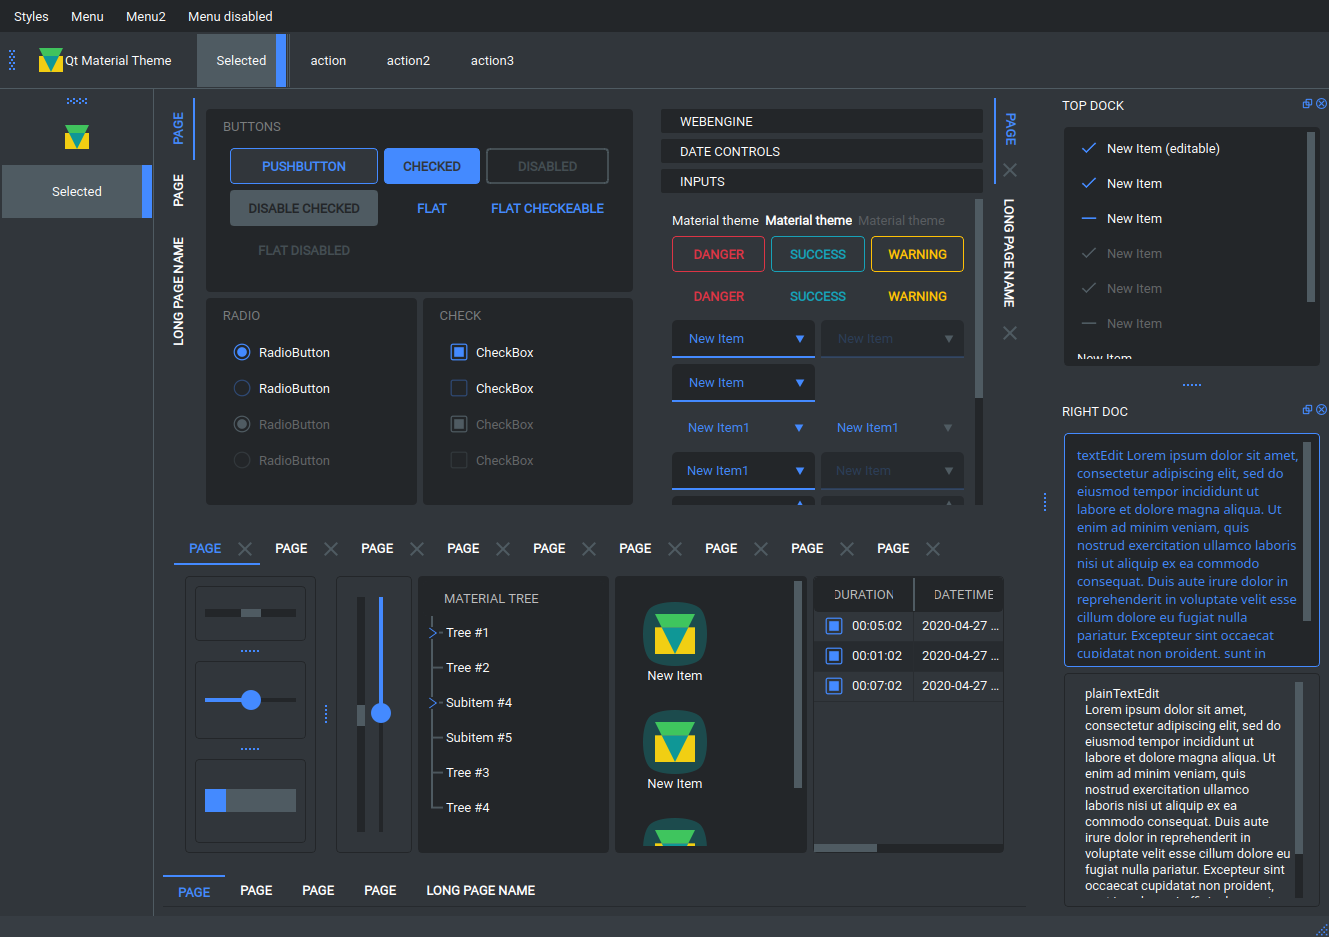 Styles Menu Menu2 Menu disabled
Qt Material Theme Selected action action2 action3
Selected
PAGE
PAGE
LONG PAGE NAME
BUTTONS
PUSHBUTTON CHECKED DISABLED
DISABLE CHECKED FLAT FLAT CHECKEABLE
FLAT DISABLED
RADIO
RadioButton
RadioButton
RadioButton
RadioButton
CHECK
CheckBox
CheckBox
CheckBox
CheckBox
WEBENGINE
DATE CONTROLS
INPUTS
Material theme Material theme Material theme
DANGER SUCCESS WARNING
DANGER SUCCESS WARNING
New Item New Item
New Item
New Item1 New Item1
New Item1 New Item
PAGE
LONG PAGE NAME
TOP DOCK
New Item (editable)
New Item
New Item
New Item
New Item
New Item
New Item
RIGHT DOC
textEdit Lorem ipsum dolor sit amet,
consectetur adipiscing elit, sed do
eiusmod tempor incididunt ut
labore et dolore magna aliqua. Ut
enim ad minim veniam, quis
nostrud exercitation ullamco laboris
nisi ut aliquip ex ea commodo
consequat. Duis aute irure dolor in
reprehenderit in voluptate velit esse
cillum dolore eu fugiat nulla
pariatur. Excepteur sint occaecat
cupidatat non proident, sunt in
plainTextEdit
Lorem ipsum dolor sit amet,
consectetur adipiscing elit, sed do
eiusmod tempor incididunt ut
labore et dolore magna aliqua. Ut
enim ad minim veniam, quis
nostrud exercitation ullamco
laboris nisi ut aliquip ex ea
commodo consequat. Duis aute
irure dolor in reprehenderit in
voluptate velit esse cillum dolore eu
fugiat nulla pariatur. Excepteur sint
occaecat cupidatat non proident,
PAGE PAGE PAGE PAGE PAGE PAGE PAGE PAGE PAGE
MATERIAL TREE
Tree #1
Tree #2
Subitem #4
Subitem #5
Tree #3
Tree #4
New Item
New Item
DURATION DATETIME
00:05:02 2020-04-27 ...
00:01:02 2020-04-27 ...
00:07:02 2020-04-27 ...
PAGE PAGE PAGE PAGE LONG PAGE NAME